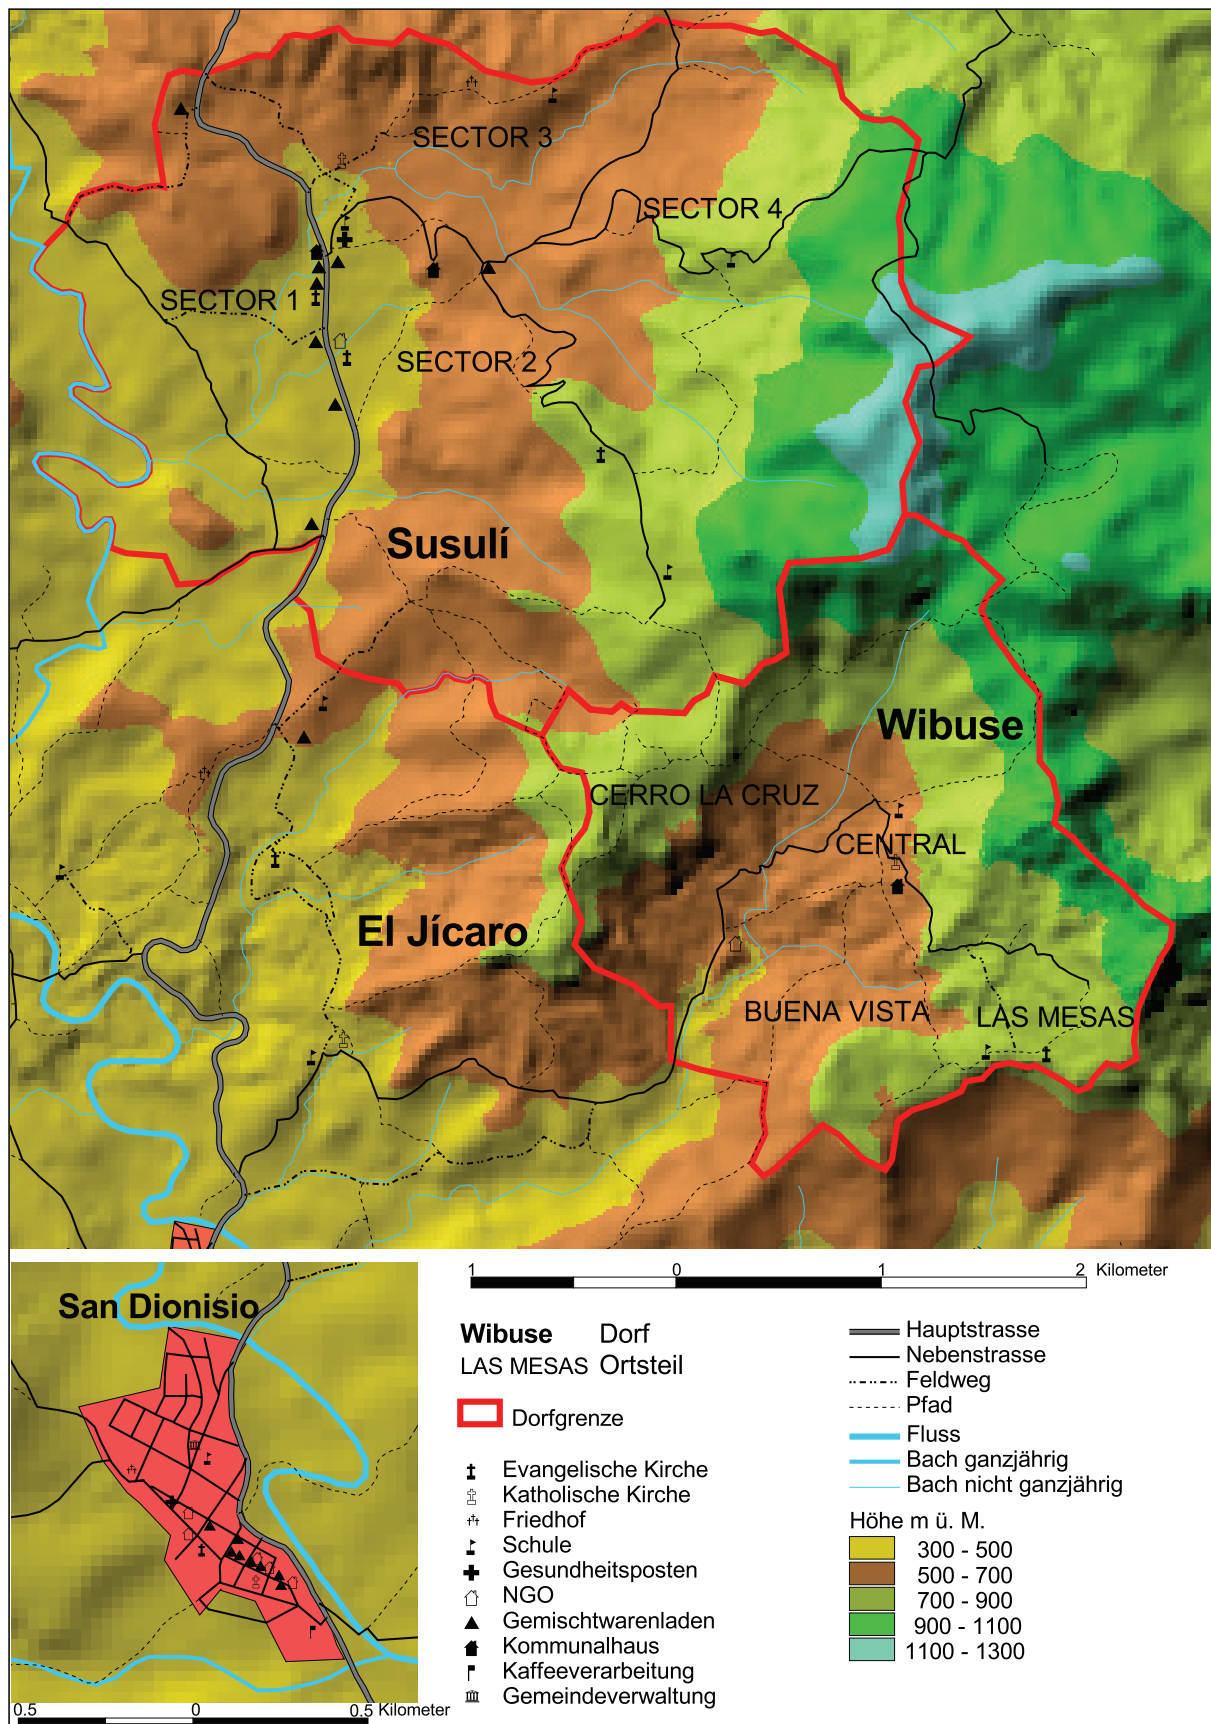 SECTOR 3
SECTOR 4
SECTOR 1
SECTOR 2
Susulí
Wibuse
CERRO LA CRUZ
CENTRAL
El Jícaro
BUENA VISTA
LAS MESAS
San Dionisio
0.5 0 0.5 Kilometer
1 0 1 2 Kilometer
Wibuse Dorf
LAS MESAS Ortsteil
Dorfgrenze
Evangelische Kirche
Katholische Kirche
Friedhof
Schule
Gesundheitsposten
NGO
Gemischtwarenladen
Kommunalhaus
Kaffeeverarbeitung
Gemeindeverwaltung
Hauptstrasse
Nebenstrasse
Feldweg
Pfad
Fluss
Bach ganzjährig
Bach nicht ganzjährig
Höhe m ü. M.
300 - 500
500 - 700
700 - 900
900 - 1100
1100 - 1300